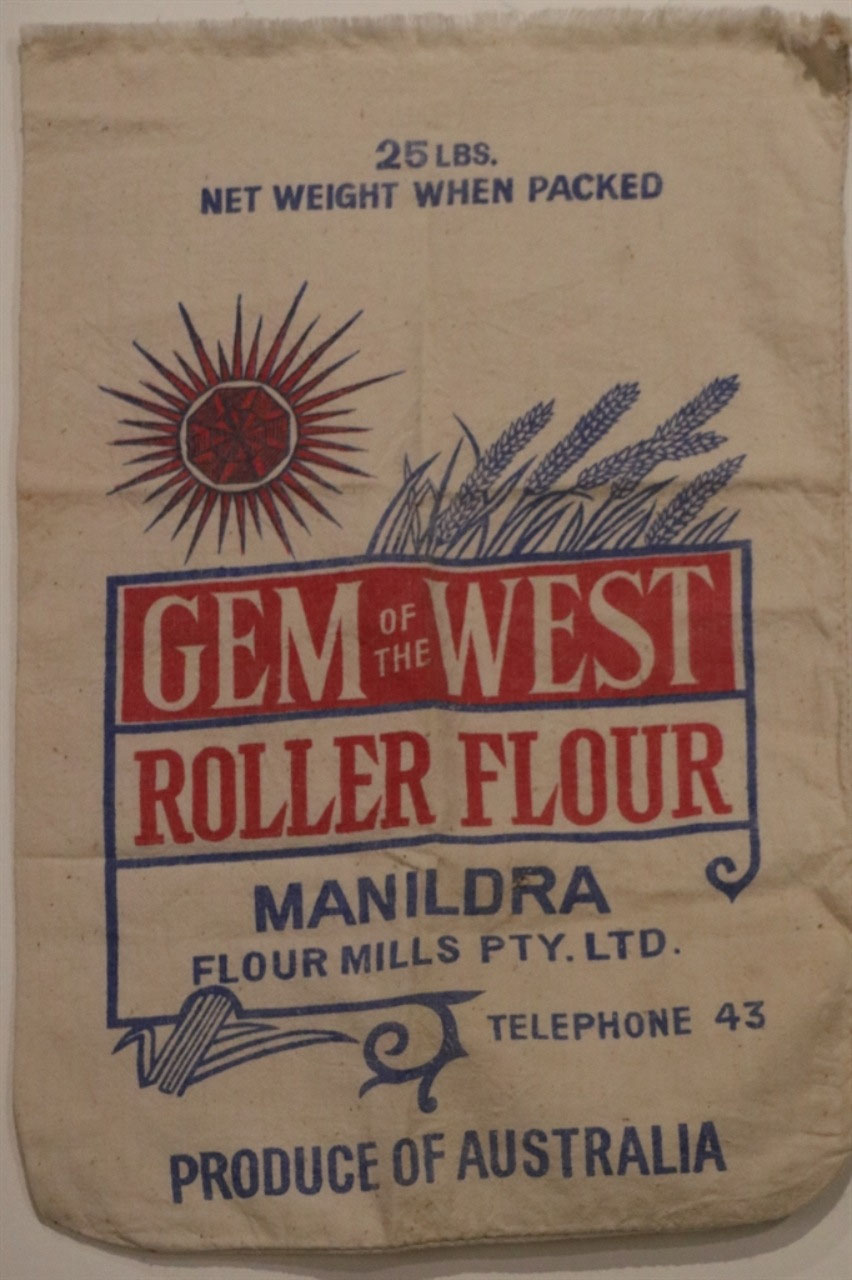 25 LBS.
NET WEIGHT WHEN PACKED
GEM OF THE WEST
ROLLER FLOUR
MANILDRA
FLOUR MILLS PTY. LTD.
TELEPHONE 43
PRODUCE OF AUSTRALIA